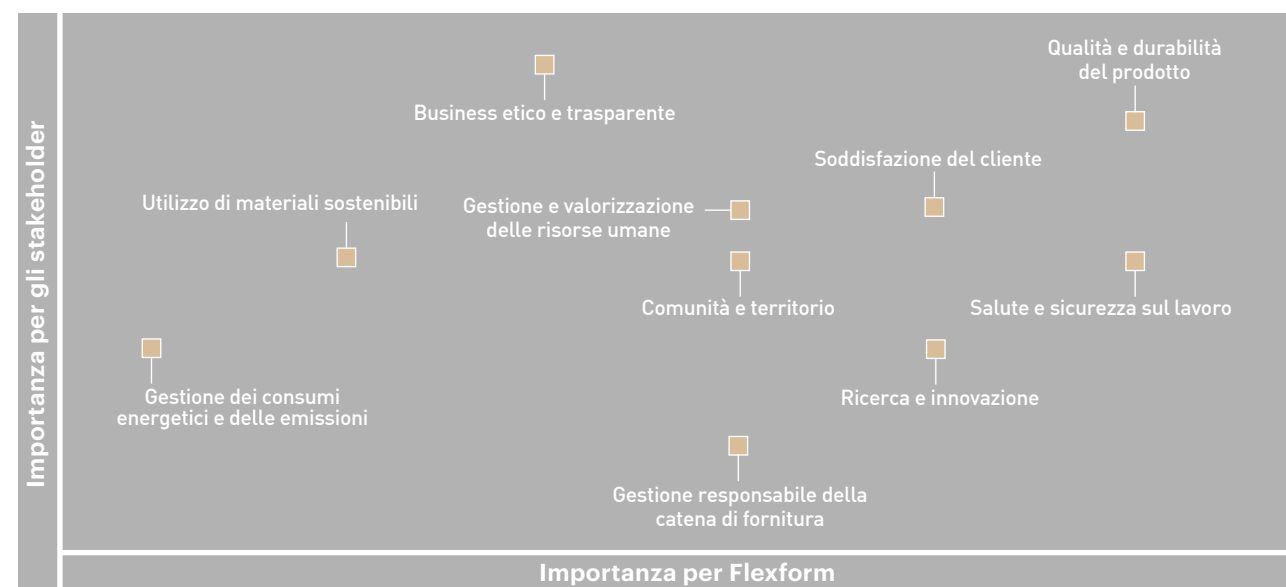 Importanza per gli stakeholder
Qualità e durabilità
del prodotto
Business etico e trasparente
Soddisfazione del cliente
Utilizzo di materiali sostenibili
Gestione e valorizzazione
delle risorse umane
Comunità e territorio
Salute e sicurezza sul lavoro
Gestione dei consumi
energetici e delle emissioni
Ricerca e innovazione
Gestione responsabile della
catena di fornitura
Importanza per Flexform